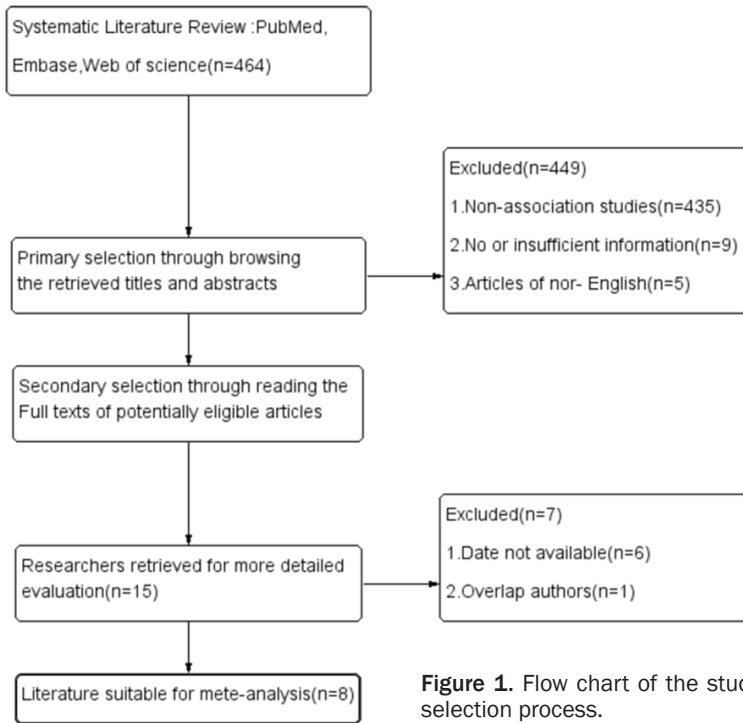 Systematic Literature Review :PubMed,
Embase,Web of science(n=464)
Excluded(n=449)
1.Non-association studies(n=435)
2.No or insufficient information(n=9)
3.Articles of nor- English(n=5)
Primary selection through browsing
the retrieved titles and abstracts
Secondary selection through reading the
Full texts of potentially eligible articles
Excluded(n=7)
1.Date not available(n=6)
2.Overlap authors(n=1)
Researchers retrieved for more detailed
evaluation(n=15)
Literature suitable for mete-analysis(n=8)
Figure 1. Flow chart of the stud
selection process.